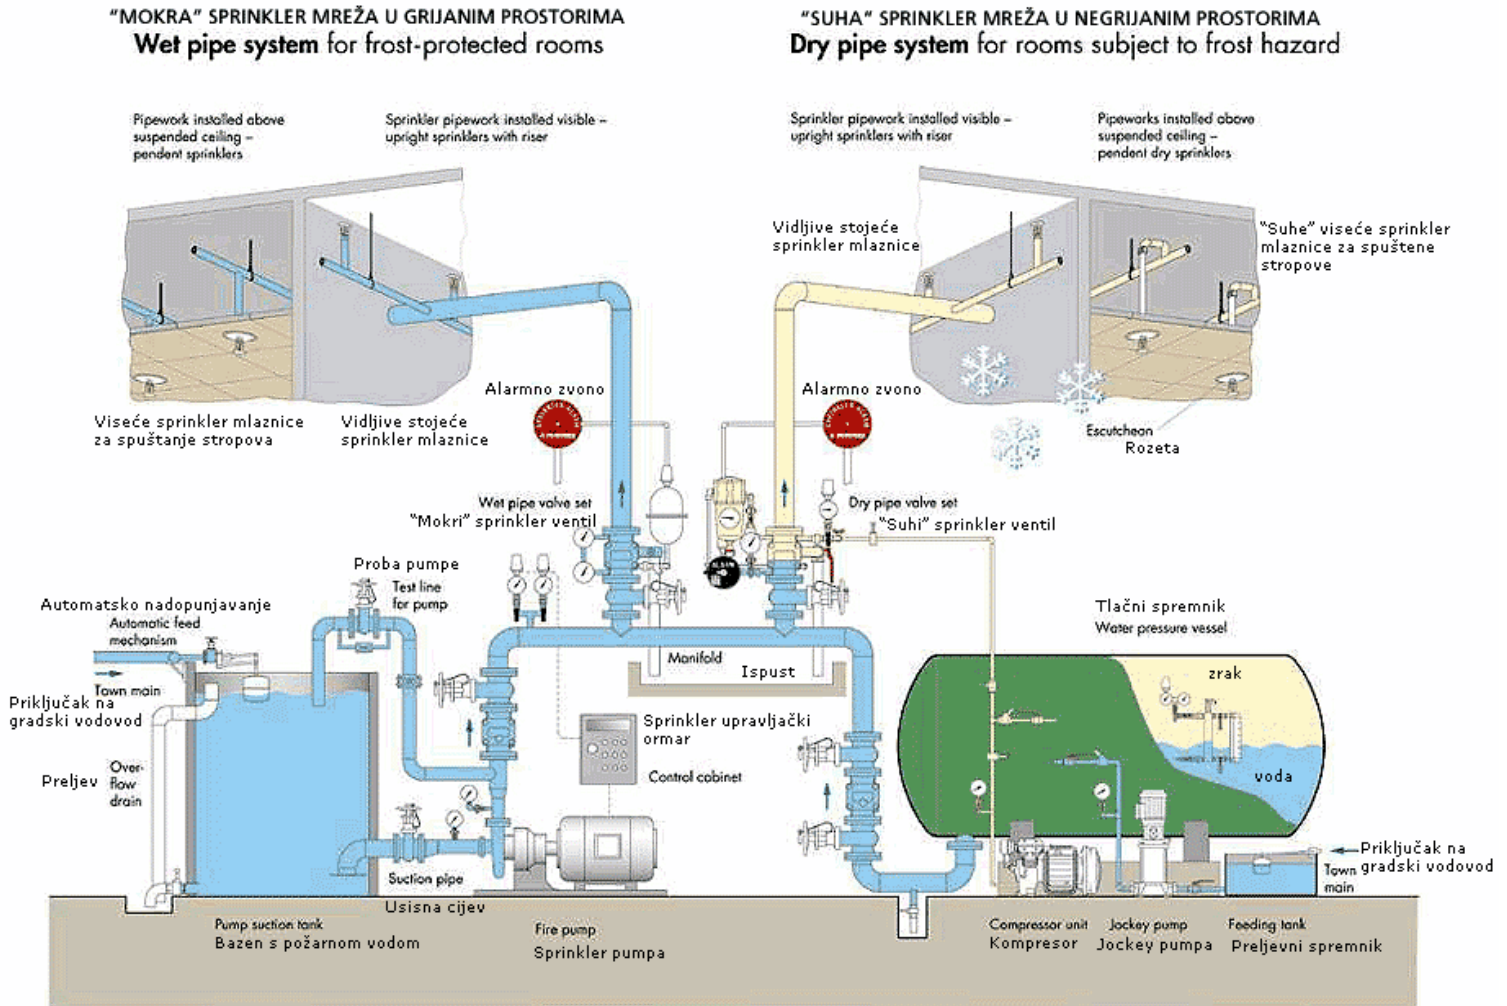 “MOKRA” SPRINKLER MREŽA U GRIJANIM PROSTORIMA
Wet pipe system for frost-protected rooms
“SUHA” SPRINKLER MREŽA U NEGRIJANIM PROSTORIMA
Dry pipe system for rooms subject to frost hazard
Pipework installed above
suspended ceiling –
pendent sprinklers
Sprinkler pipework installed visible –
upright sprinklers with riser
Sprinkler pipework installed visible –
upright sprinklers with riser
Pipeworks installed above
suspended ceiling –
pendent dry sprinklers
Vidljive stojeće
sprinkler mlaznice
“Suhe” viseće sprinkler
mlaznice za spuštene
stropove
Viseće sprinkler mlaznice
za spuštanje stropova
Vidljive stojeće
sprinkler mlaznice
Alarmno zvono
Alarmno zvono
SPRINKLER ALARM
SPRINKLER ALARM
Escutchean
Rozeta
Wet pipe valve set
“Mokri” sprinkler ventil
Dry pipe valve set
“Suhi” sprinkler ventil
Proba pumpe
Test line
for pump
Automatsko nadopunjavanje
Automatic feed
mechanism
Town main
Priključak na
gradski vodovod
Preljev
Over-
flow
drain
Manifold
Ispust
Sprinkler upravljački
ormar
Control cabinet
Tlačni spremnik
Water pressure vessel
zrak
voda
Suction pipe
Usisna cijev
Priključak na
gradski vodovod
Town
main
Pump suction tank
Bazen s požarnom vodom
Fire pump
Sprinkler pumpa
Compressor unit
Kompresor
Jockey pump
Jockey pumpa
Feeding tank
Preljevni spremnik